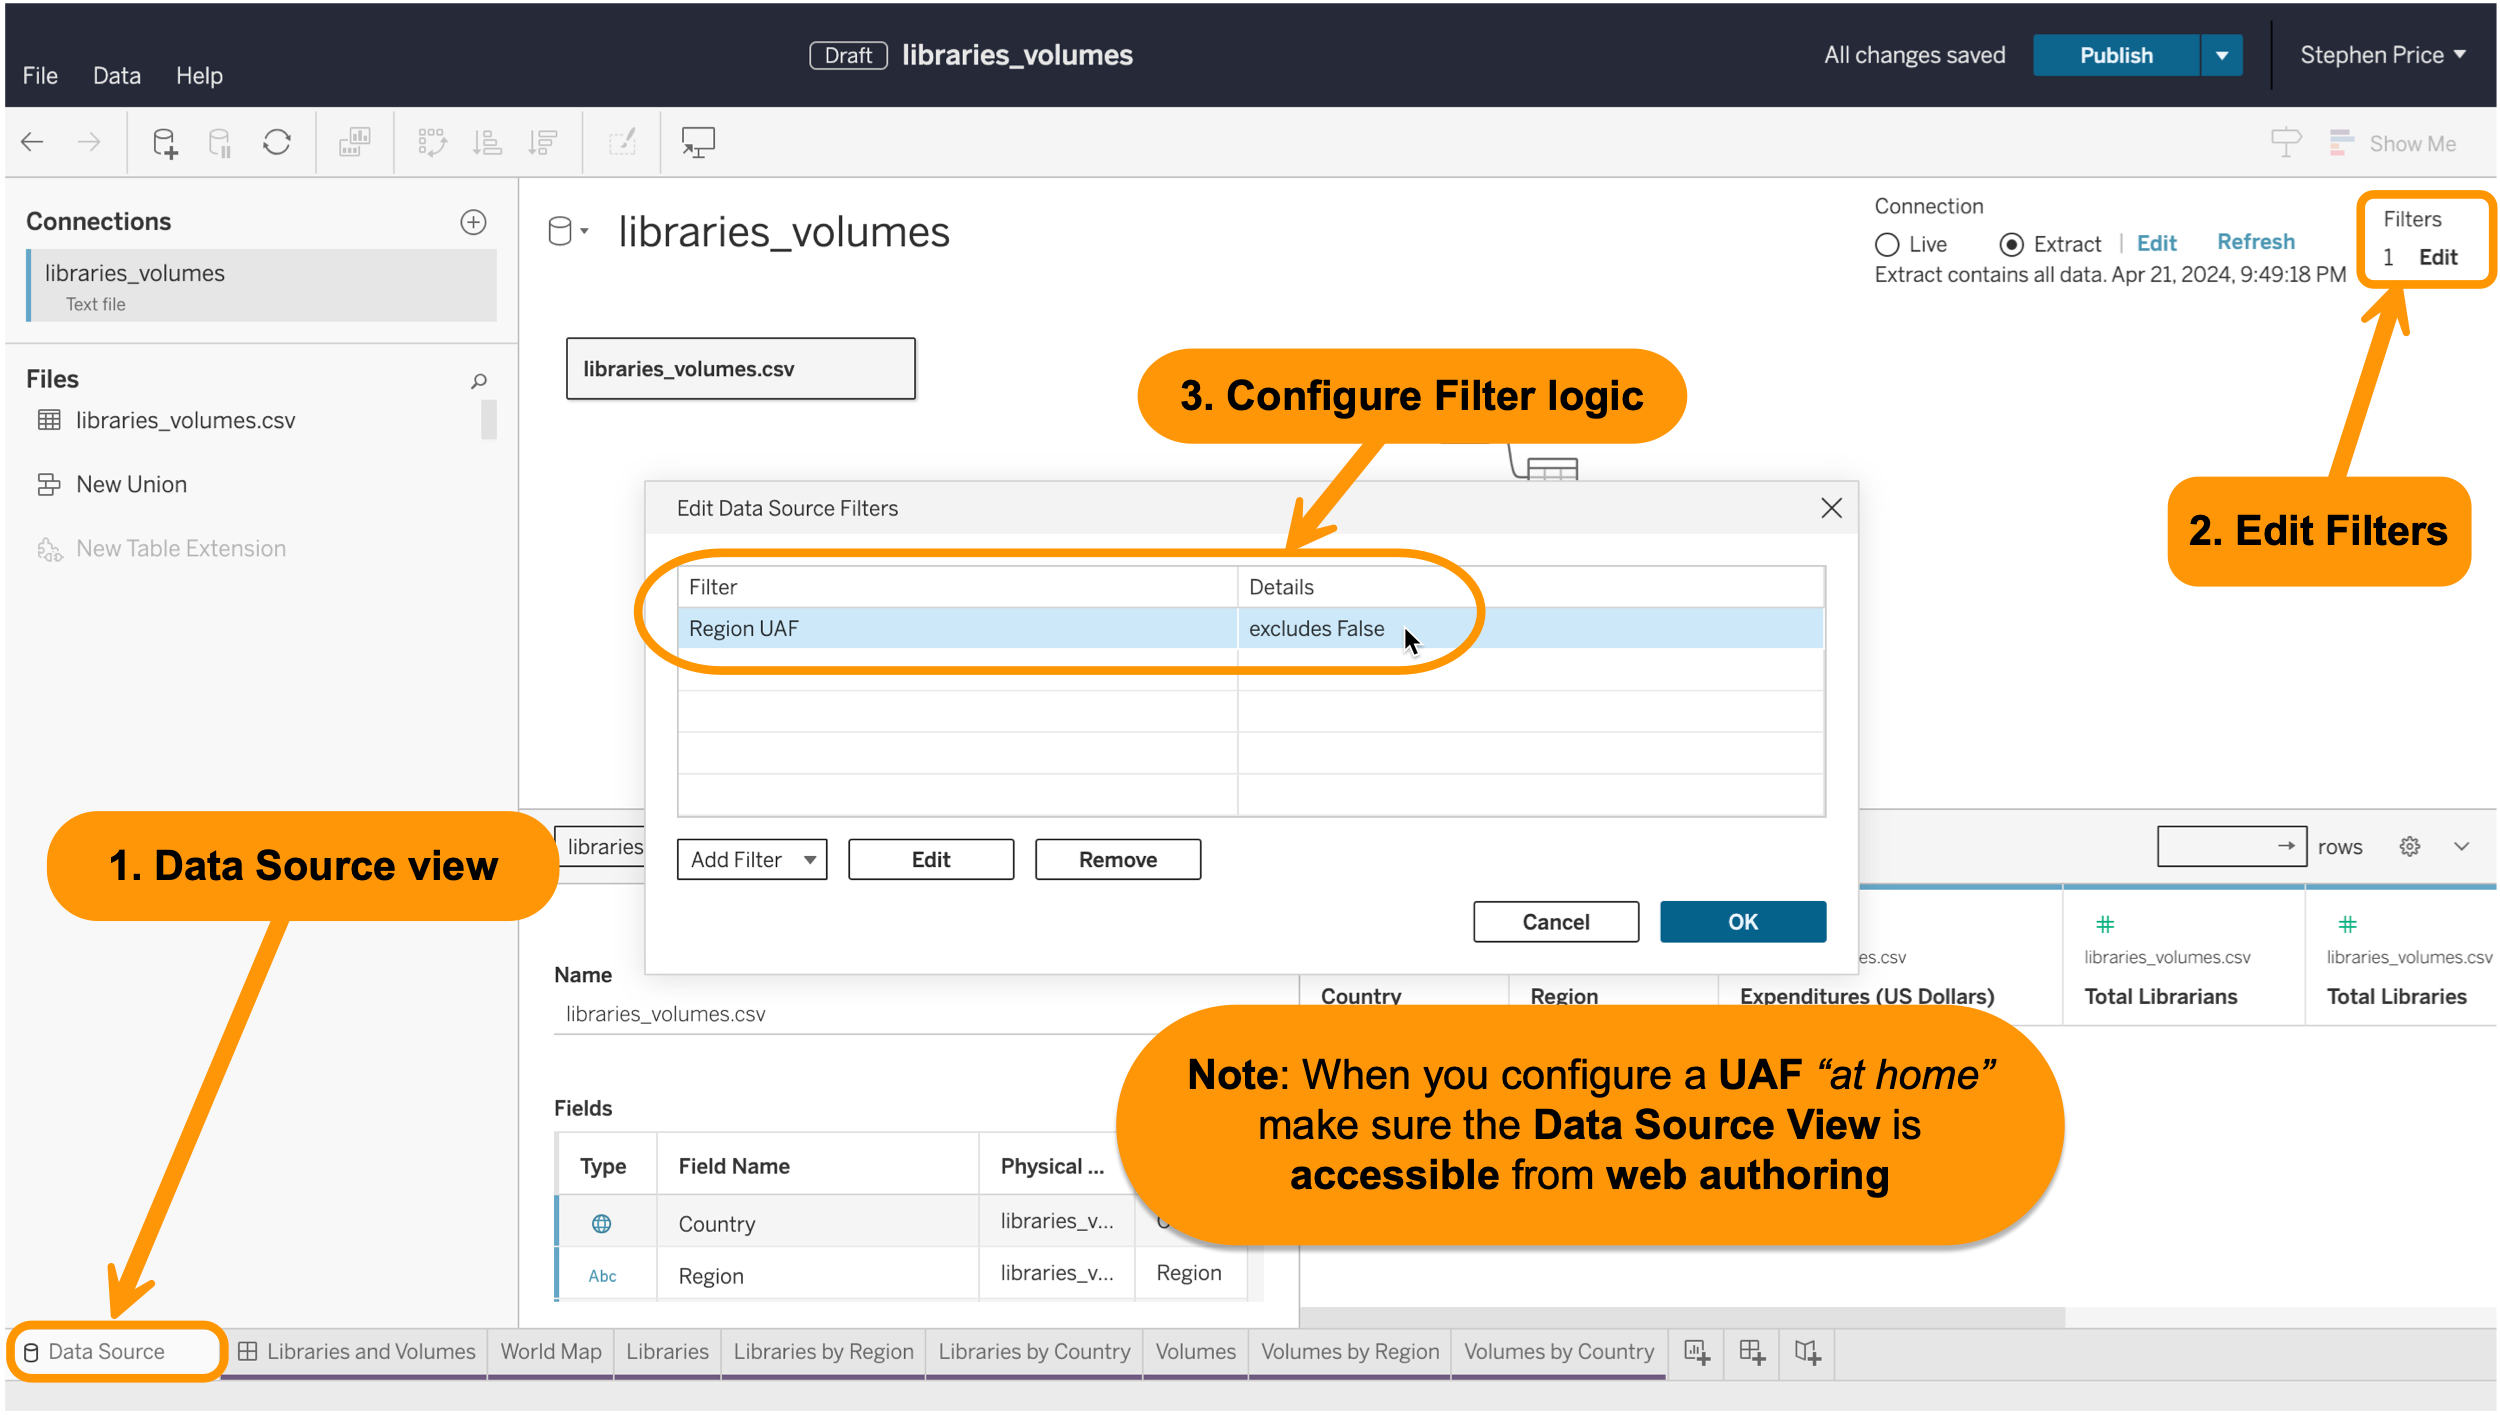 Draft libraries_volumes
All changes saved
Publish
Stephen Price
File Data Help
Show Me
Connections
libraries_volumes
Text file
Files
libraries_volumes.csv
New Union
New Table Extension
libraries_volumes
Connection
Live Extract | Edit Refresh
Extract contains all data. Apr 21, 2024, 9:49:18 PM
Filters
1 Edit
libraries_volumes.csv
3. Configure Filter logic
2. Edit Filters
Edit Data Source Filters
Filter Details
Region UAF excludes False
Add Filter Edit Remove
Cancel OK
1. Data Source view
libraries
rows
Name
libraries_volumes.csv
Fields
Type Field Name Physical ...
Country libraries_v...
Abc Region libraries_v... Region
es.csv libraries_volumes.csv libraries_volumes.csv
Country Region Expenditures (US Dollars) Total Librarians Total Libraries
Note: When you configure a UAF “at home”
make sure the Data Source View is
accessible from web authoring
Data Source Libraries and Volumes World Map Libraries Libraries by Region Libraries by Country Volumes Volumes by Region Volumes by Country